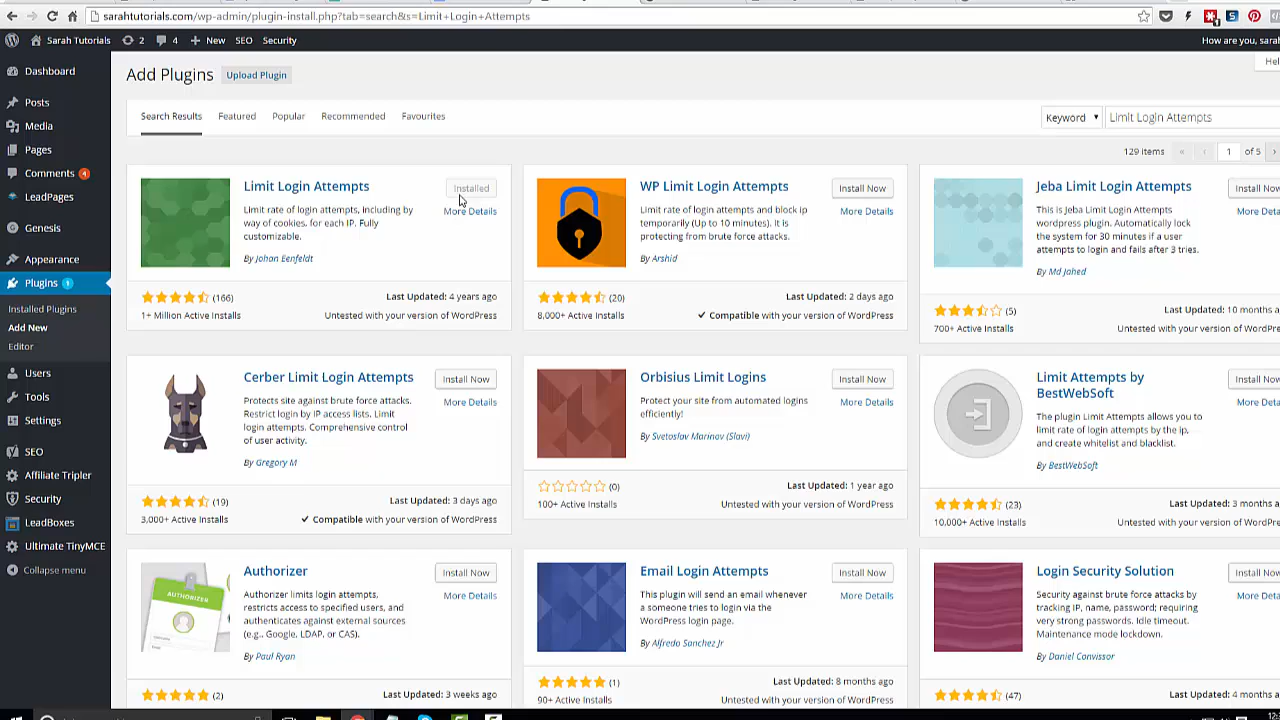 sarahtutorials.com/wp-admin/plugin-install.php?tab=search&s=Limit+Login+Attempts
Sarah Tutorials 2 4 New SEO Security
How are you, sarah
Dashboard
Posts
Media
Pages
Comments 4
LeadPages
Genesis
Appearance
Plugins 1
Installed Plugins
Add New
Editor
Users
Tools
Settings
SEO
Affiliate Tripler
Security
LeadBoxes
Ultimate TinyMCE
Collapse menu
Add Plugins Upload Plugin
Hel
Search Results Featured Popular Recommended Favourites
Keyword Limit Login Attempts
129 items « ‹ 1 of 5 ›
Limit Login Attempts
Installed
More Details
Limit rate of login attempts, including by
way of cookies, for each IP. Fully
customizable.
By Johan Eenfeldt
(166)
Last Updated: 4 years ago
1+ Million Active Installs
Untested with your version of WordPress
WP Limit Login Attempts
Install Now
More Details
Limit rate of login attempts and block ip
temporarily (Up to 10 minutes). It is
protecting from brute force attacks.
By Arshid
(20)
Last Updated: 2 days ago
8,000+ Active Installs
Compatible with your version of WordPress
Jeba Limit Login Attempts
Install Now
More Deta
This is Jeba Limit Login Attempts
wordpress plugin. Automatically lock
the system for 30 minutes if a user
attempts to login and fails after 3 tries.
By Md Jahed
(5)
Last Updated: 10 months a
700+ Active Installs
Untested with your version of WordPre
Cerber Limit Login Attempts
Install Now
More Details
Protects site against brute force attacks.
Restrict login by IP access lists. Limit
login attempts. Comprehensive control
of user activity.
By Gregory M
(19)
Last Updated: 3 days ago
3,000+ Active Installs
Compatible with your version of WordPress
Orbisius Limit Logins
Install Now
More Details
Protect your site from automated logins
efficiently!
By Svetoslav Marinov (Slavi)
(0)
Last Updated: 1 year ago
100+ Active Installs
Untested with your version of WordPress
Limit Attempts by
BestWebSoft
Install Now
More Deta
The plugin Limit Attempts allows you to
limit rate of login attempts by the ip,
and create whitelist and blacklist.
By BestWebSoft
(23)
Last Updated: 3 months a
10,000+ Active Installs
Untested with your version of WordPre
Authorizer
Install Now
More Details
Authorizer limits login attempts,
restricts access to specified users, and
authenticates against external sources
(e.g., Google, LDAP, or CAS).
By Paul Ryan
AUTHORIZER
(2)
Last Updated: 3 weeks ago
Email Login Attempts
Install Now
More Details
This plugin will send an email whenever
a someone tries to login via the
WordPress login page.
By Alfredo Sanchez Jr
(1)
Last Updated: 8 months ago
90+ Active Installs
Untested with your version of WordPress
Login Security Solution
Install Now
More Deta
Security against brute force attacks by
tracking IP, name, password; requiring
very strong passwords. Idle timeout.
Maintenance mode lockdown.
By Daniel Convissor
(47)
Last Updated: 4 months a